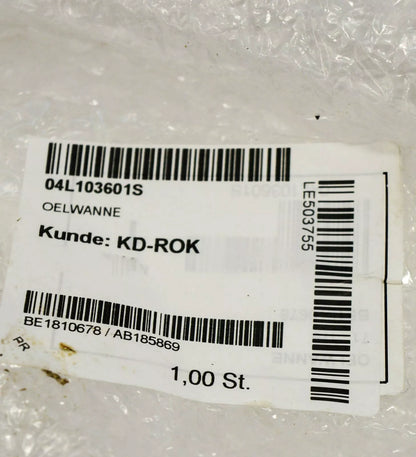 04L103601S
OELWANNE
Kunde: KD-ROK
LE503755
BE1810678 / AB185869
PR
1,00 St.